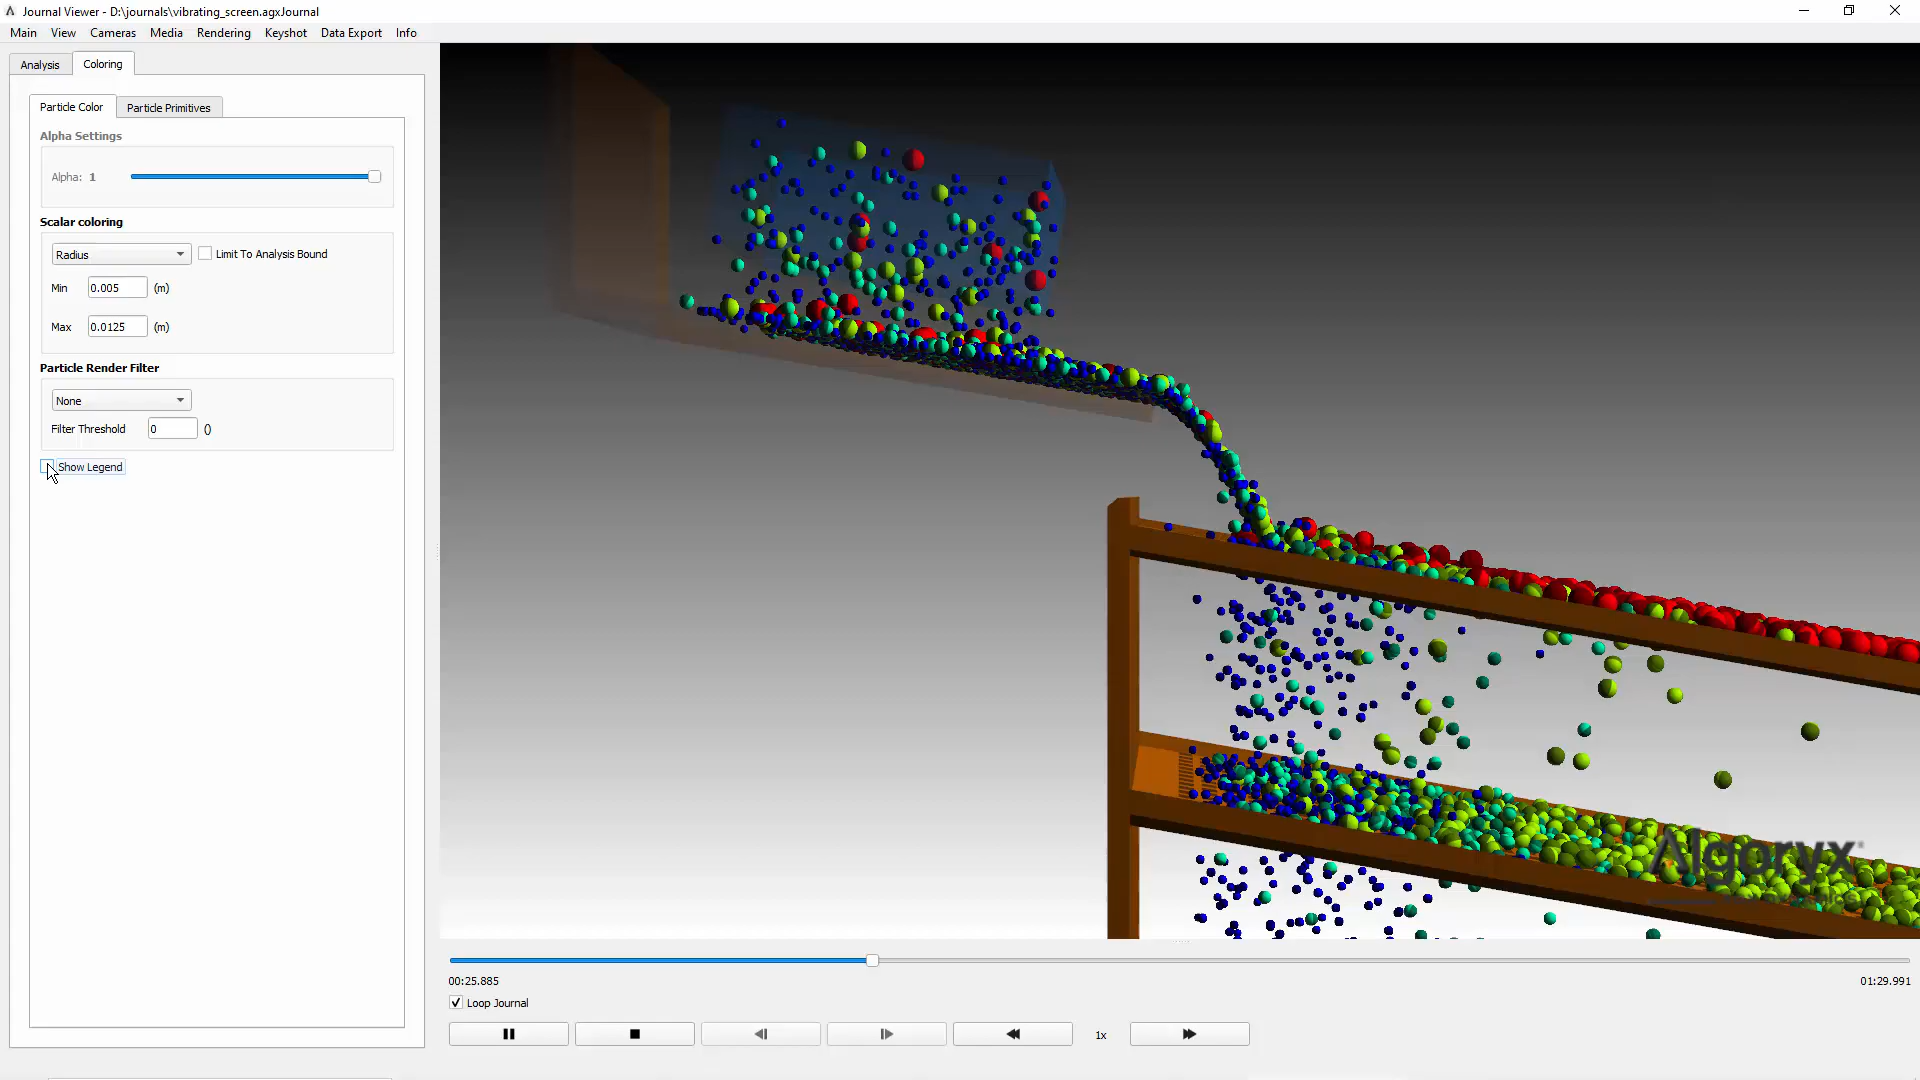 Journal Viewer - D:\journals\vibrating_screen.agxJournal
Main View Cameras Media Rendering Keyshot Data Export Info
Analysis Coloring
Particle Color Particle Primitives
Alpha Settings
Alpha: 1
Scalar coloring
Radius Limit To Analysis Bound
Min 0.005 (m)
Max 0.0125 (m)
Particle Render Filter
None
Filter Threshold 0 ()
Show Legend
Algoryx
00:25.885 01:29.991
Loop Journal
1x